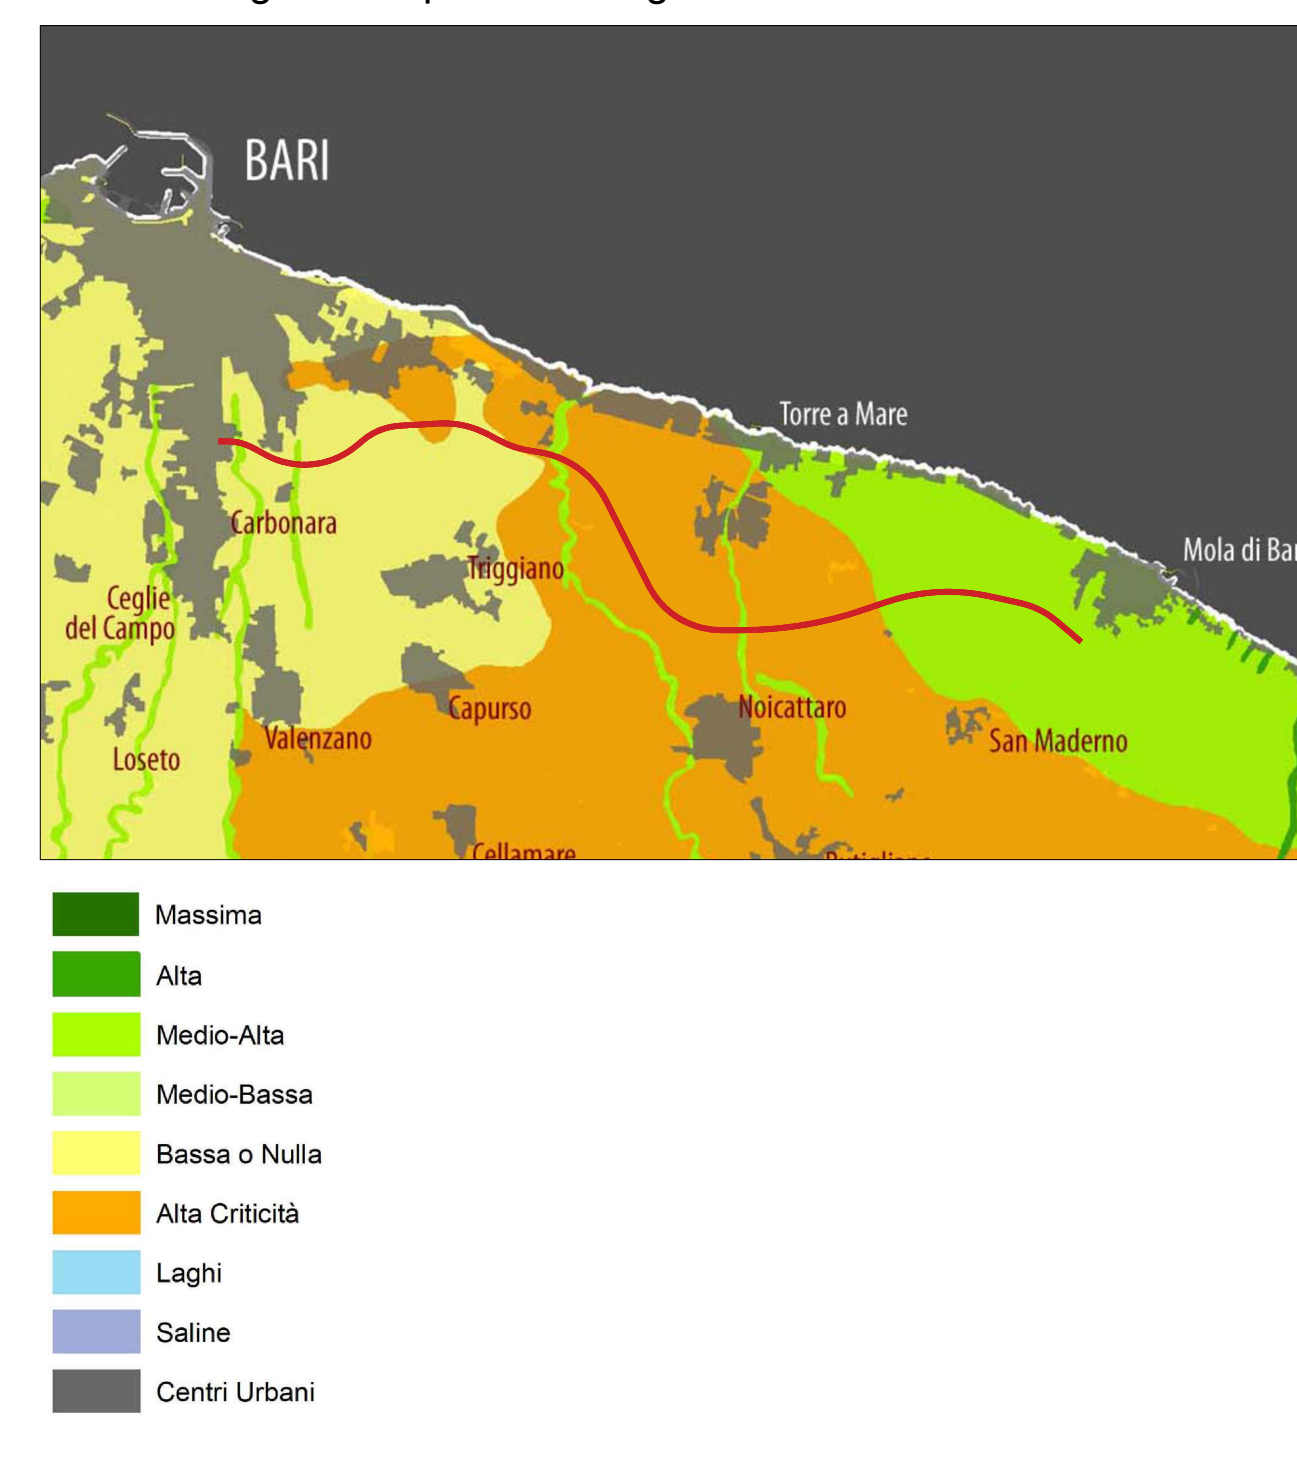 BARI
Torre a Mare
Mola di Bar
Carbonara
Triggiano
Ceglie
del Campo
Capurso
Noicattaro
Valenzano
San Maderno
Loseto
Cellamare
Massima
Alta
Medio-Alta
Medio-Bassa
Bassa o Nulla
Alta Criticità
Laghi
Saline
Centri Urbani